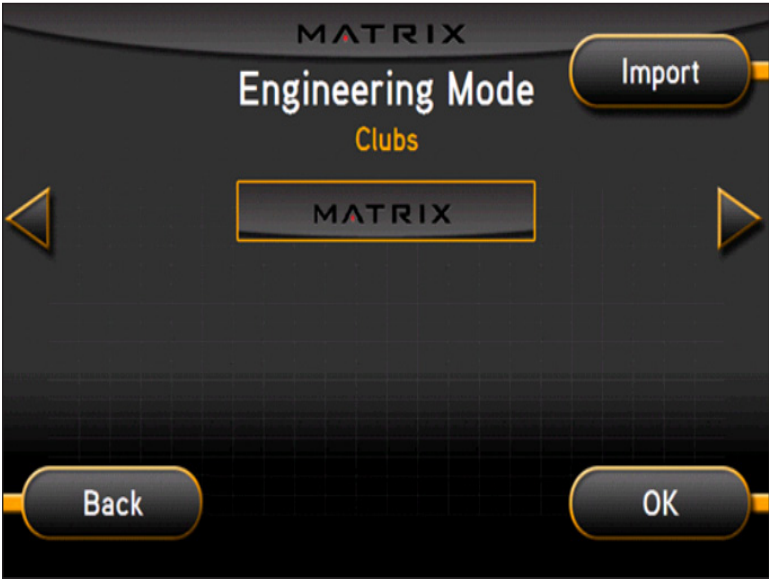 MATRIX
Import
Engineering Mode
Clubs
MATRIX
Back
OK